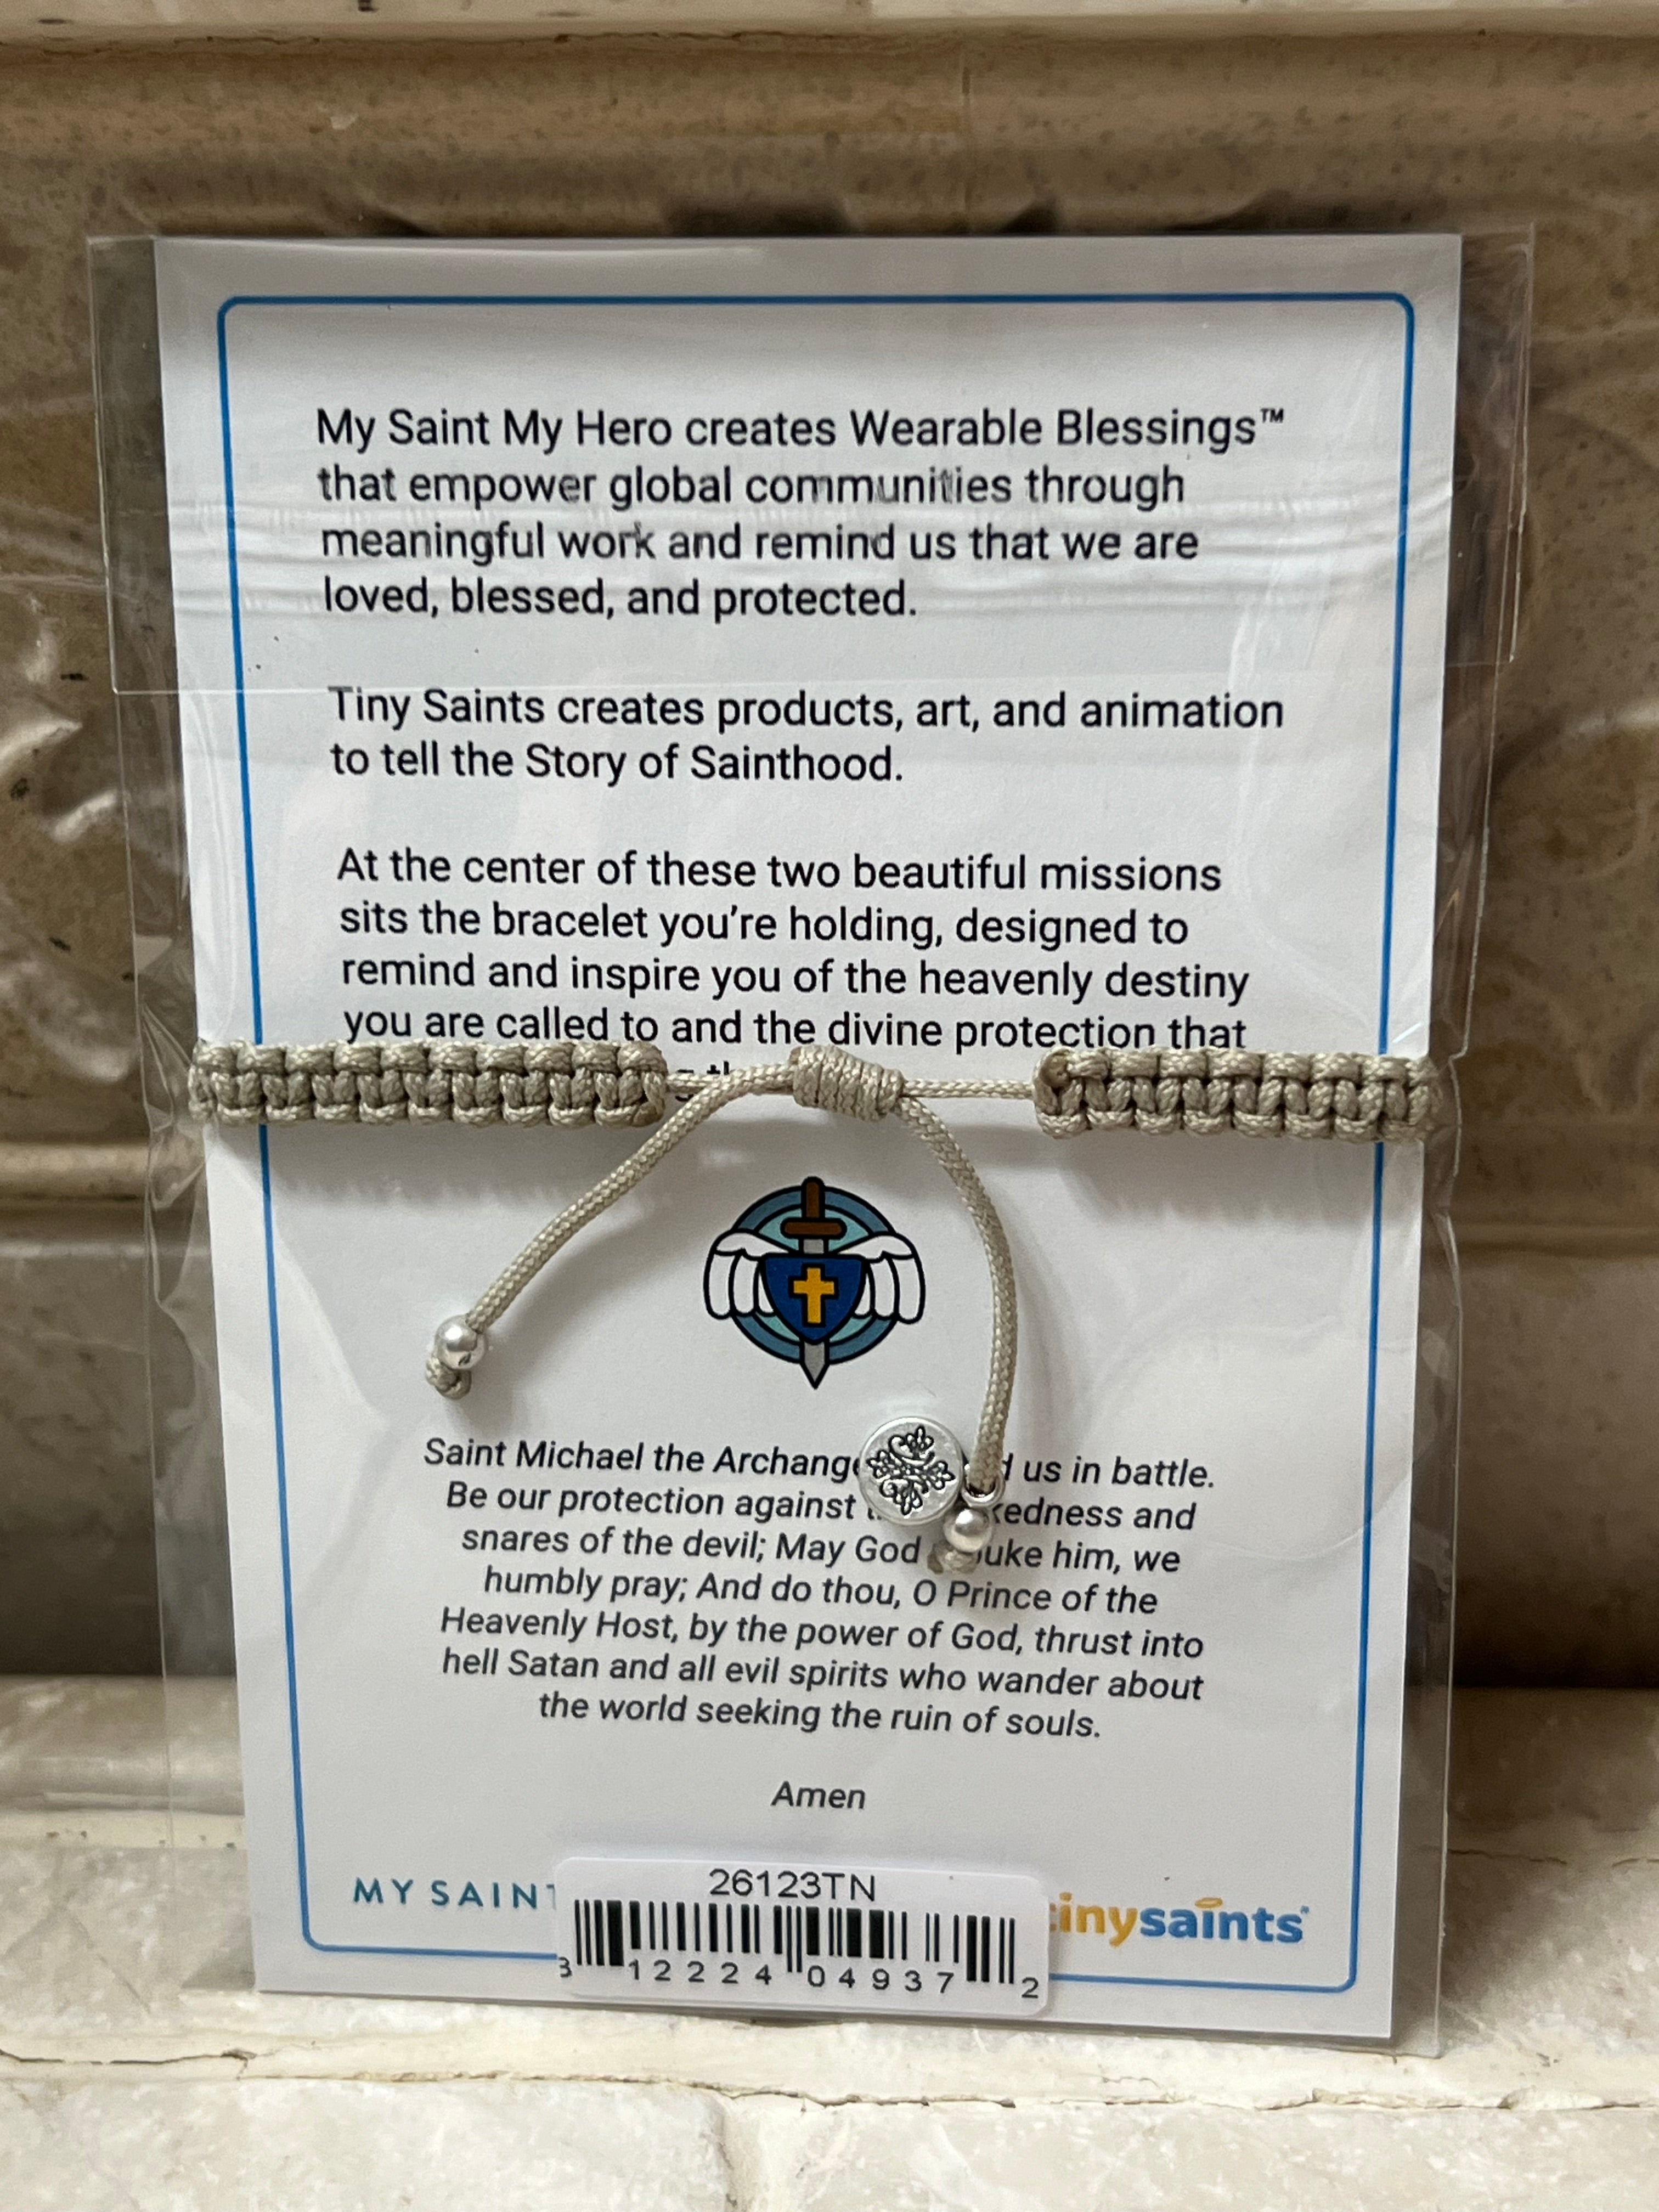 My Saint My Hero creates Wearable Blessings™
that empower global communities through
meaningful work and remind us that we are
loved, blessed, and protected.
Tiny Saints creates products, art, and animation
to tell the Story of Sainthood.
At the center of these two beautiful missions
sits the bracelet you're holding, designed to
remind and inspire you of the heavenly destiny
you are called to and the divine protection that
Saint Michael the us in battle.
Be our protection against and
snares of the devil; May God him, we
humbly pray; And do thou, O Prince of the
Heavenly Host, by the power of God, thrust into
hell Satan and all evil spirits who wander about
the world seeking the ruin of souls.
Amen
MY SAINT
26123TN
3 12224 04937 2
tinysaints